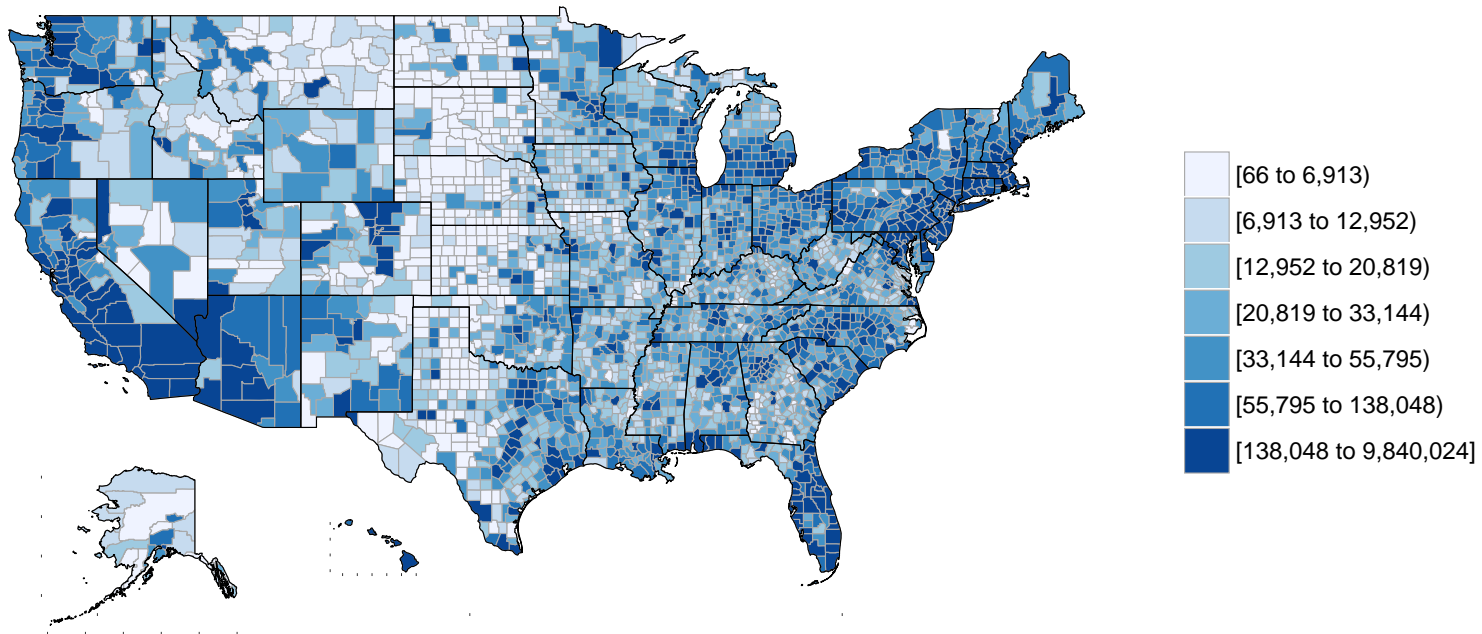 [66 to 6,913)
[6,913 to 12,952)
[12,952 to 20,819)
[20,819 to 33,144)
[33,144 to 55,795)
[55,795 to 138,048)
[138,048 to 9,840,024]